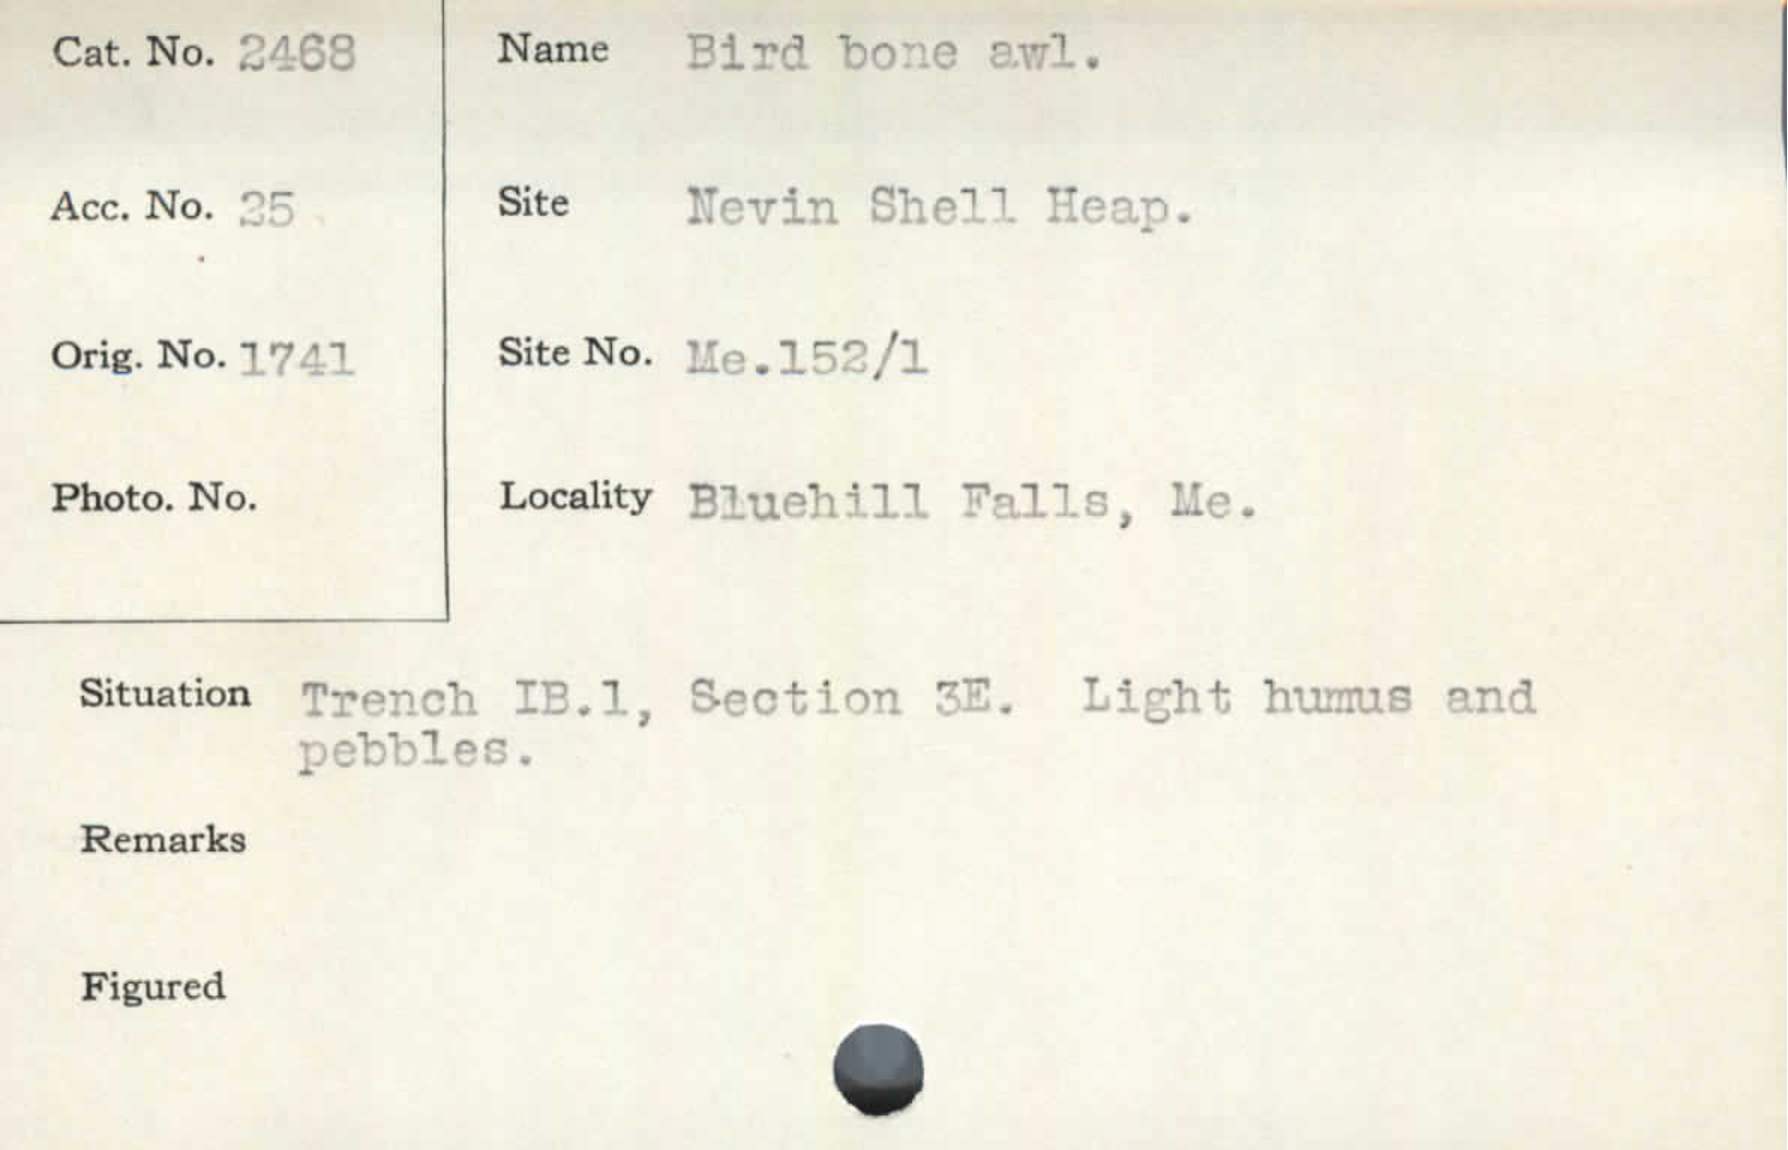 Cat. No. 2468
Name Bird bone awl.
Acc. No. 25
Site Nevin Shell Heap.
Orig. No. 1741
Site No. Me.152/1
Photo. No.
Locality Bluehill Falls, Me.
Situation Trench IB.1, Section 3E. Light humus and
pebbles.
Remarks
Figured